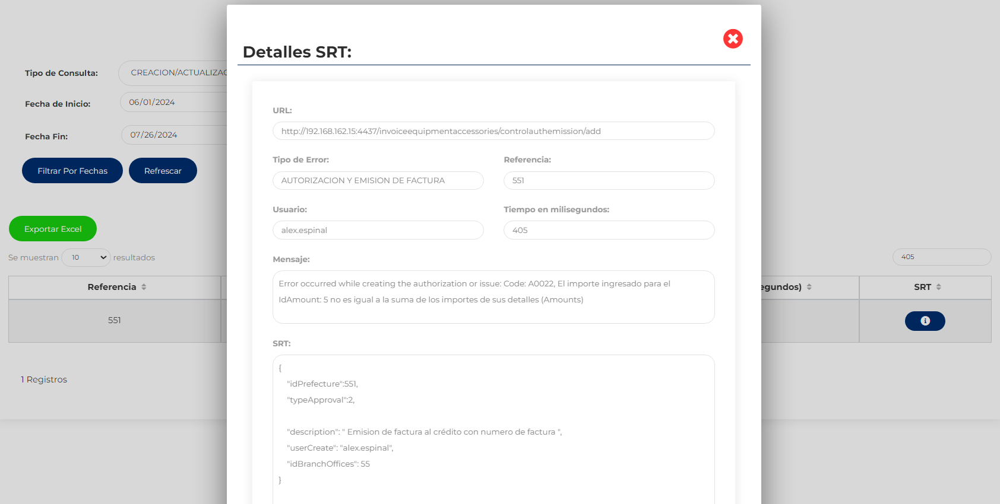 Detalles SRT:
Tipo de Consulta:
CREACION/ACTUALIZAC
Fecha de Inicio:
06/01/2024
Fecha Fin:
07/26/2024
Filtrar Por Fechas
Refrescar
Exportar Excel
Se muestran 10 resultados
405
Referencia
egundos)
SRT
551
1 Registros
URL:
http://192.168.162.15:4437/invoiceequipmentaccessories/controlauthemission/add
Tipo de Error:
Referencia:
AUTORIZACION Y EMISION DE FACTURA
551
Usuario:
Tiempo en milisegundos:
alex.espinal
405
Mensaje:
Error occurred while creating the authorization or issue: Code: A0022, El importe ingresado para el
IdAmount: 5 no es igual a la suma de los importes de sus detalles (Amounts)
SRT:
{
"idPrefecture":551,
"typeApproval":2,
"description": " Emision de factura al crédito con numero de factura ",
"userCreate": "alex.espinal",
"idBranchOffices": 55
}